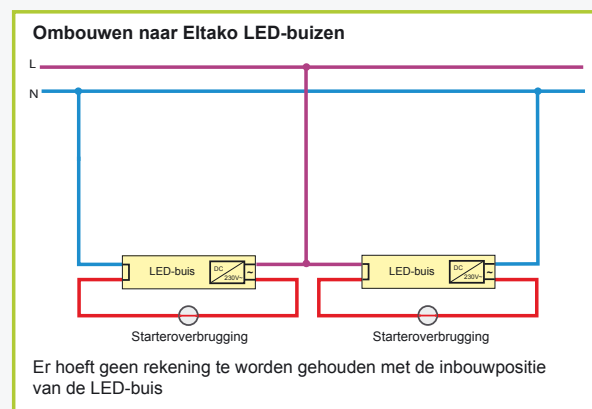 Ombouwen naar Eltako LED-buizen
L
N
LED-buis
DC
230V~
~
LED-buis
DC
230V~
~
Starteroverbrugging
Starteroverbrugging
Er hoeft geen rekening te worden gehouden met de inbouwpositie
van de LED-buis